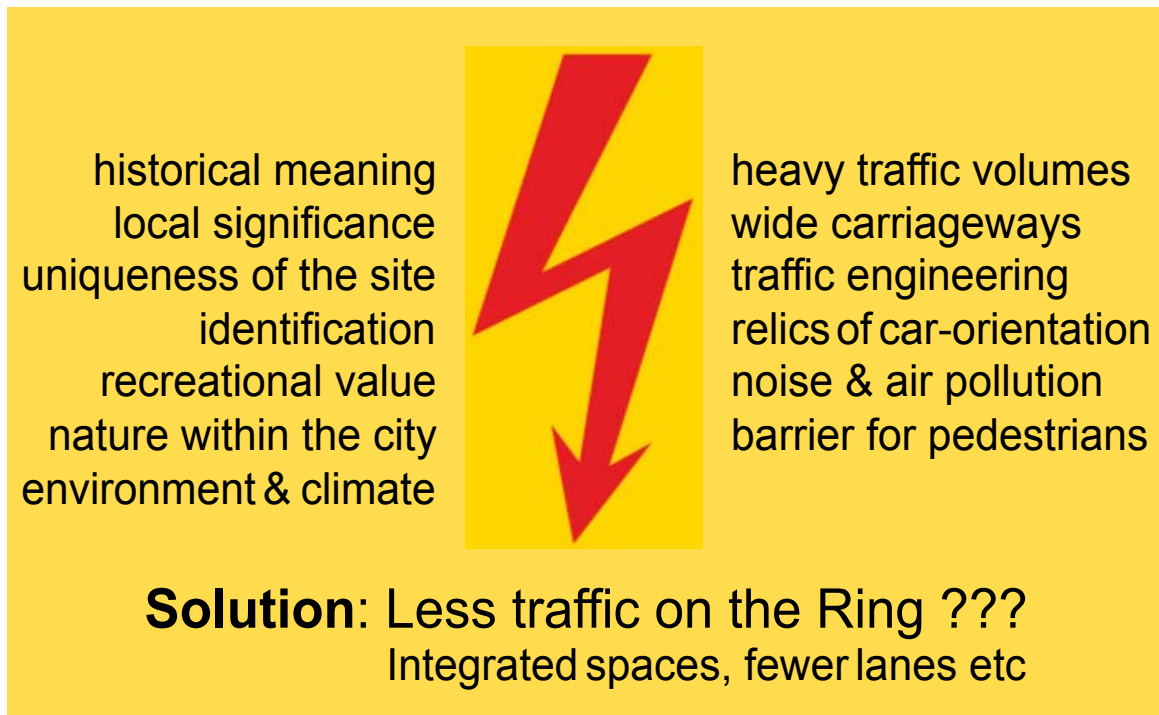 historical meaning
local significance
uniqueness of the site
identification
recreational value
nature within the city
environment & climate
heavy traffic volumes
wide carriageways
traffic engineering
relics of car-orientation
noise & air pollution
barrier for pedestrians
Solution: Less traffic on the Ring ???
Integrated spaces, fewer lanes etc